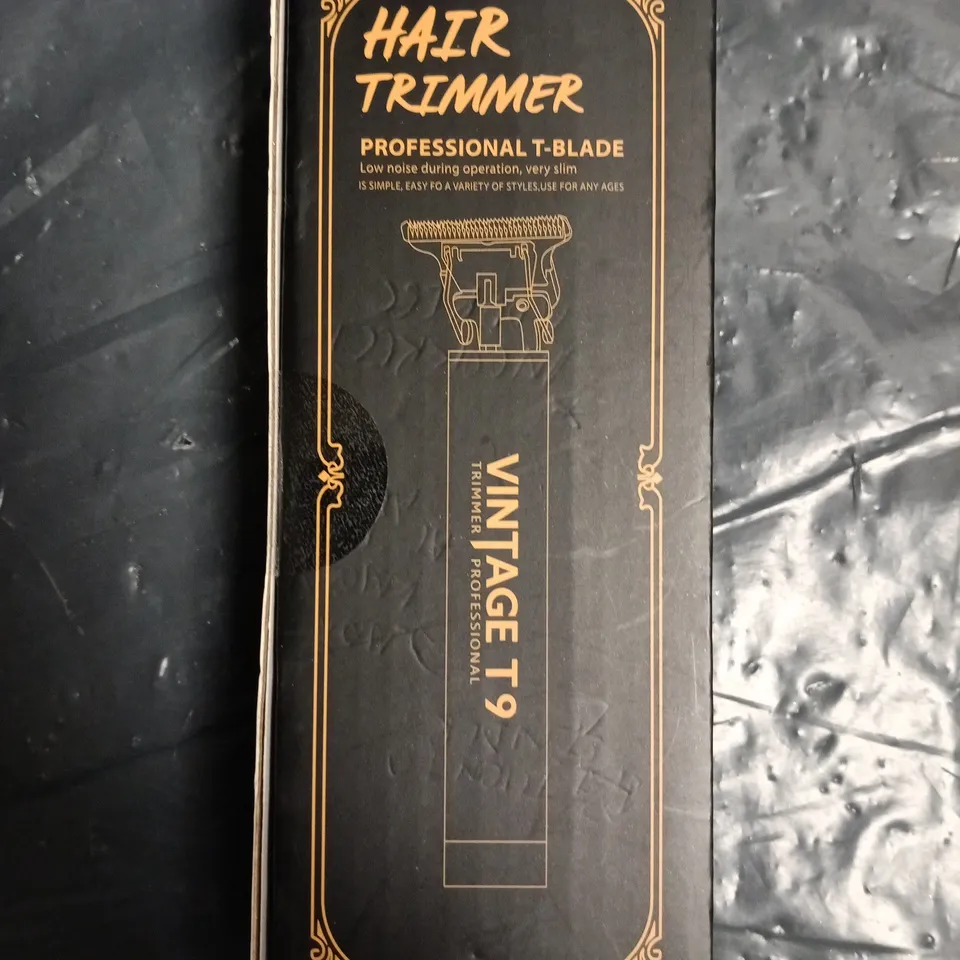 HAIR
TRIMMER
PROFESSIONAL T-BLADE
Low noise during operation, very slim
IS SIMPLE, EASY FO A VARIETY OF STYLES,USE FOR ANY AGES
VINTAGE T9
TRIMMER PROFESSIONAL